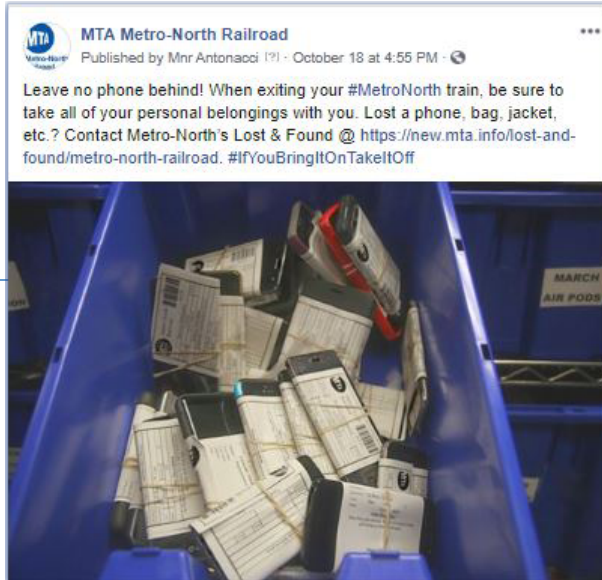 MTA
Metro-North
Railroad
MTA Metro-North Railroad
Published by Mnr Antonacci [?] · October 18 at 4:55 PM ·
Leave no phone behind! When exiting your #MetroNorth train, be sure to
take all of your personal belongings with you. Lost a phone, bag, jacket,
etc.? Contact Metro-North's Lost & Found @ https://new.mta.info/lost-and-
found/metro-north-railroad. #IfYouBringItOnTakeItOff
MARCH
AIR PODS